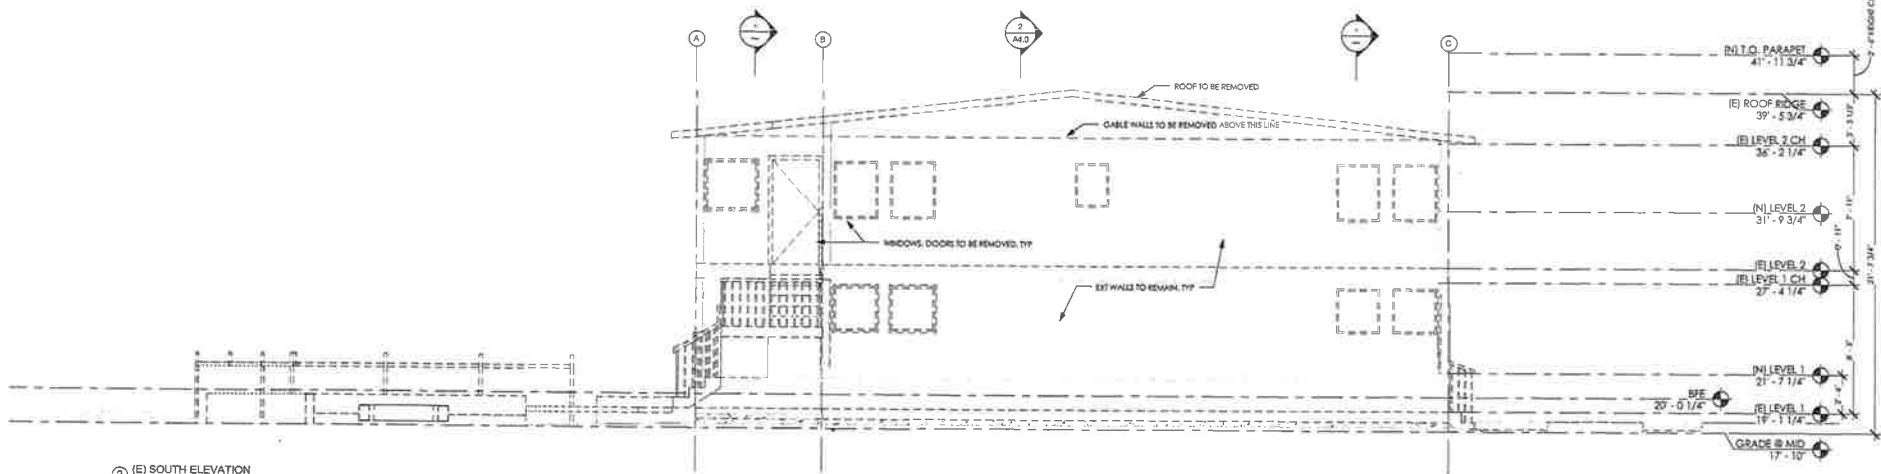 A
B
2
A4.0
C
(N) T.O. PARAPET
41' - 11 3/4"
ROOF TO BE REMOVED
(E) ROOF RIDGE
39' - 5 3/4"
GABLE WALLS TO BE REMOVED ABOVE THIS LINE
(E) LEVEL 2 CH
36' - 2 1/4"
(N) LEVEL 2
31' - 9 3/4"
WINDOWS, DOORS TO BE REMOVED, TYP
(E) LEVEL 2
(E) LEVEL 1 CH
27' - 4 1/4"
EXT WALLS TO REMAIN, TYP
(N) LEVEL 1
21' - 7 1/4"
BFE
20' - 0 1/4"
(E) LEVEL 1
19' - 1 1/4"
GRADE @ MID
17' - 10"
2 (E) SOUTH ELEVATION